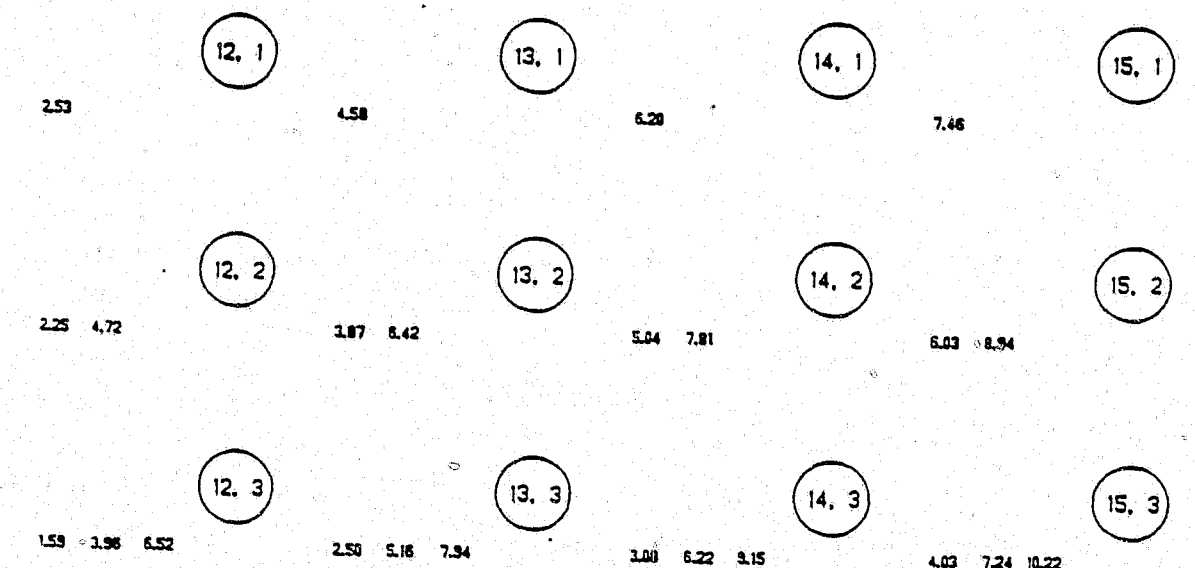 12, 1 13, 1 14, 1 15, 1
2.53 4.58 6.20 7.46
12, 2 13, 2 14, 2 15, 2
2.25 4.72 3.87 6.42 5.04 7.81 6.03 8.94
12, 3 13, 3 14, 3 15, 3
1.59 3.96 6.52 2.50 5.16 7.94 3.00 6.22 9.15 4.03 7.24 10.22